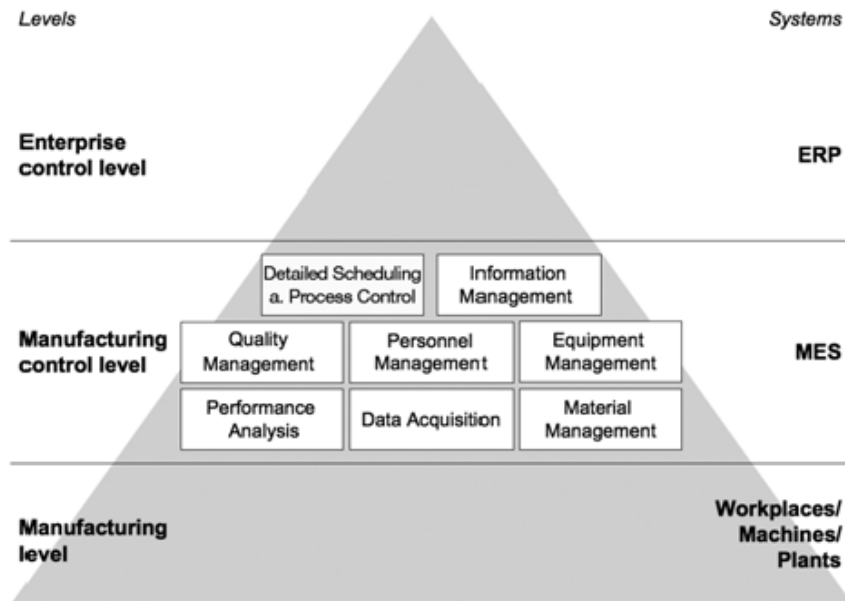 Levels
Systems
Enterprise
control level
ERP
Detailed Scheduling
a. Process Control
Information
Management
Manufacturing
control level
Quality
Management
Personnel
Management
Equipment
Management
MES
Performance
Analysis
Data Acquisition
Material
Management
Manufacturing
level
Workplaces/
Machines/
Plants